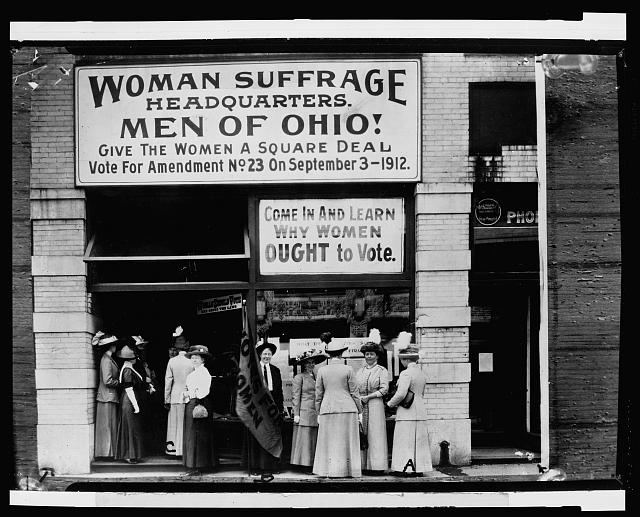 WOMAN SUFFRAGE
HEADQUARTERS.
MEN OF OHIO!
GIVE THE WOMEN A SQUARE DEAL
Vote For Amendment Nº 23 On September 3-1912.
COME IN AND LEARN
WHY WOMEN
OUGHT to Vote.
PHO
WOMEN
A